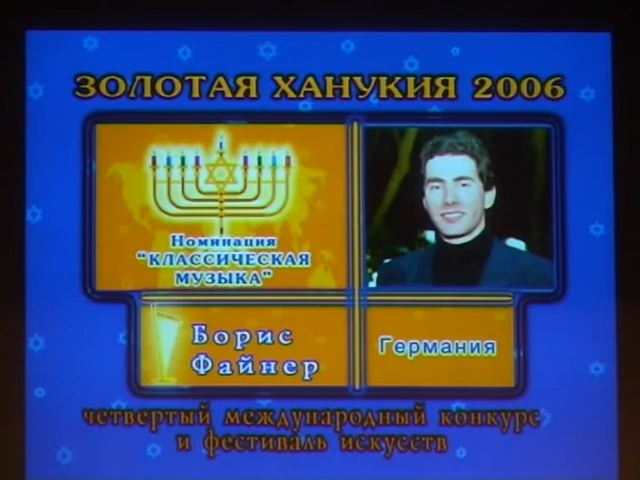 ЗОЛОТАЯ ХАНУКИЯ 2006
Номинация
"КЛАССИЧЕСКАЯ
МУЗЫКА"
Борис
Файнер
Германия
четвертый международный конкурс
и фестиваль искусств